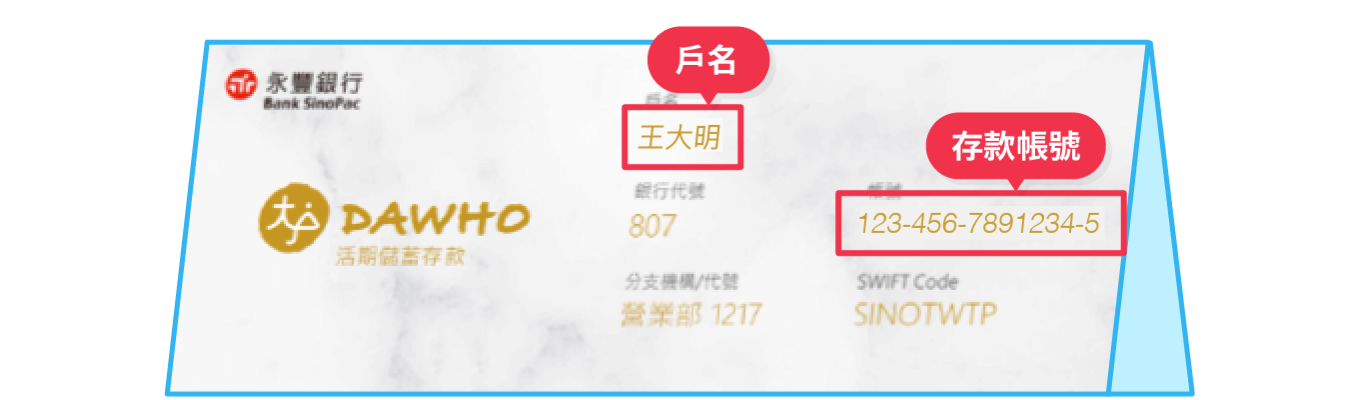 永豐銀行
Bank SinoPac
大戶 DAWHO
活期儲蓄存款
戶名
戶名
王大明
銀行代號
807
存款帳號
帳號
123-456-7891234-5
分支機構/代號
營業部 1217
SWIFT Code
SINOTWTP